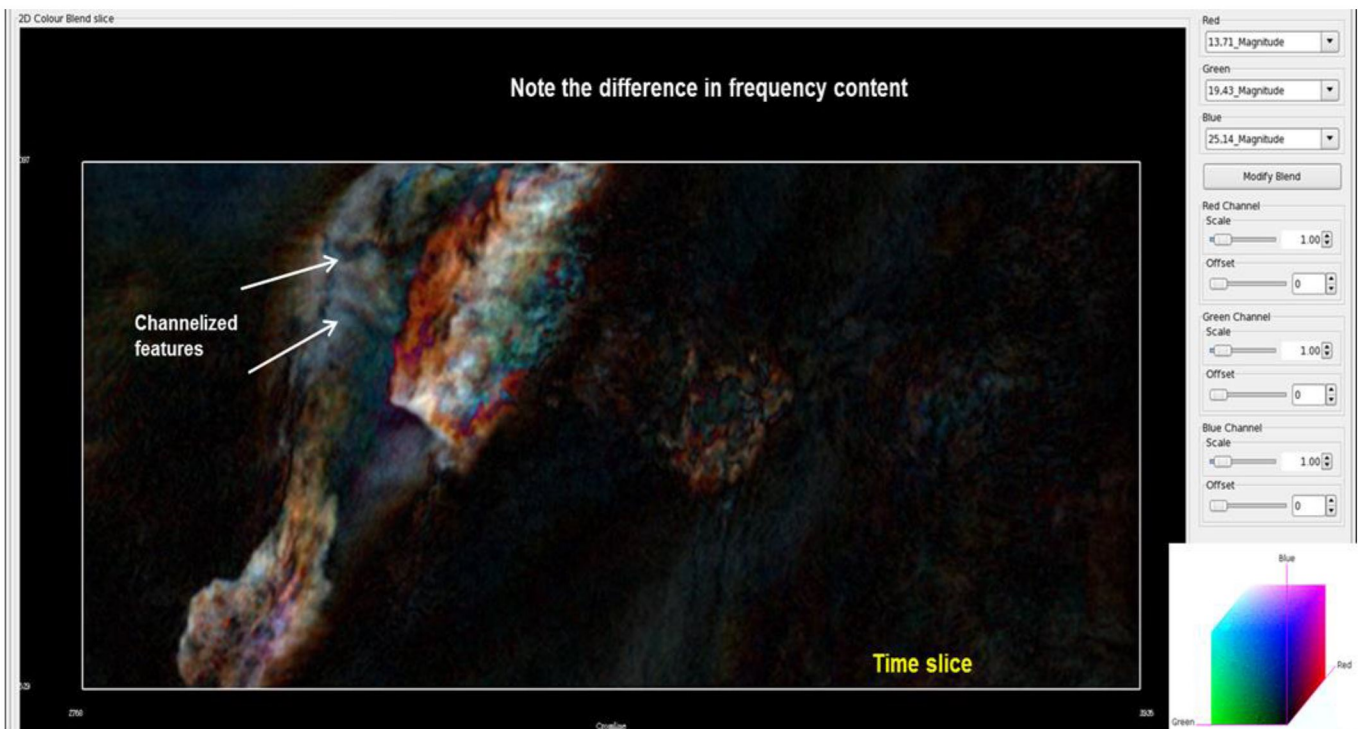 2D Colour Blend slice
Note the difference in frequency content
Channelized
features
Time slice
2768
Crossline
Red
13.71_Magnitude
Green
19.43_Magnitude
Blue
25.14_Magnitude
Modify Blend
Red Channel
Scale
1.00
Offset
0
Green Channel
Scale
1.00
Offset
0
Blue Channel
Scale
1.00
Offset
0
Blue
Red
Green